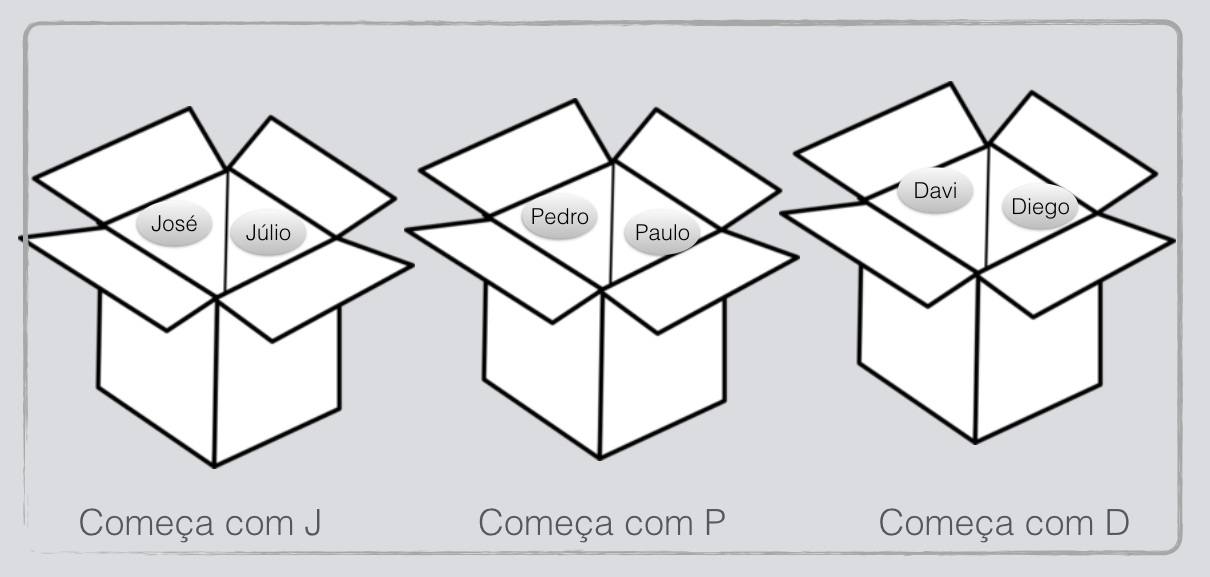 José
Júlio
Pedro
Paulo
Davi
Diego
Começa com J
Começa com P
Começa com D